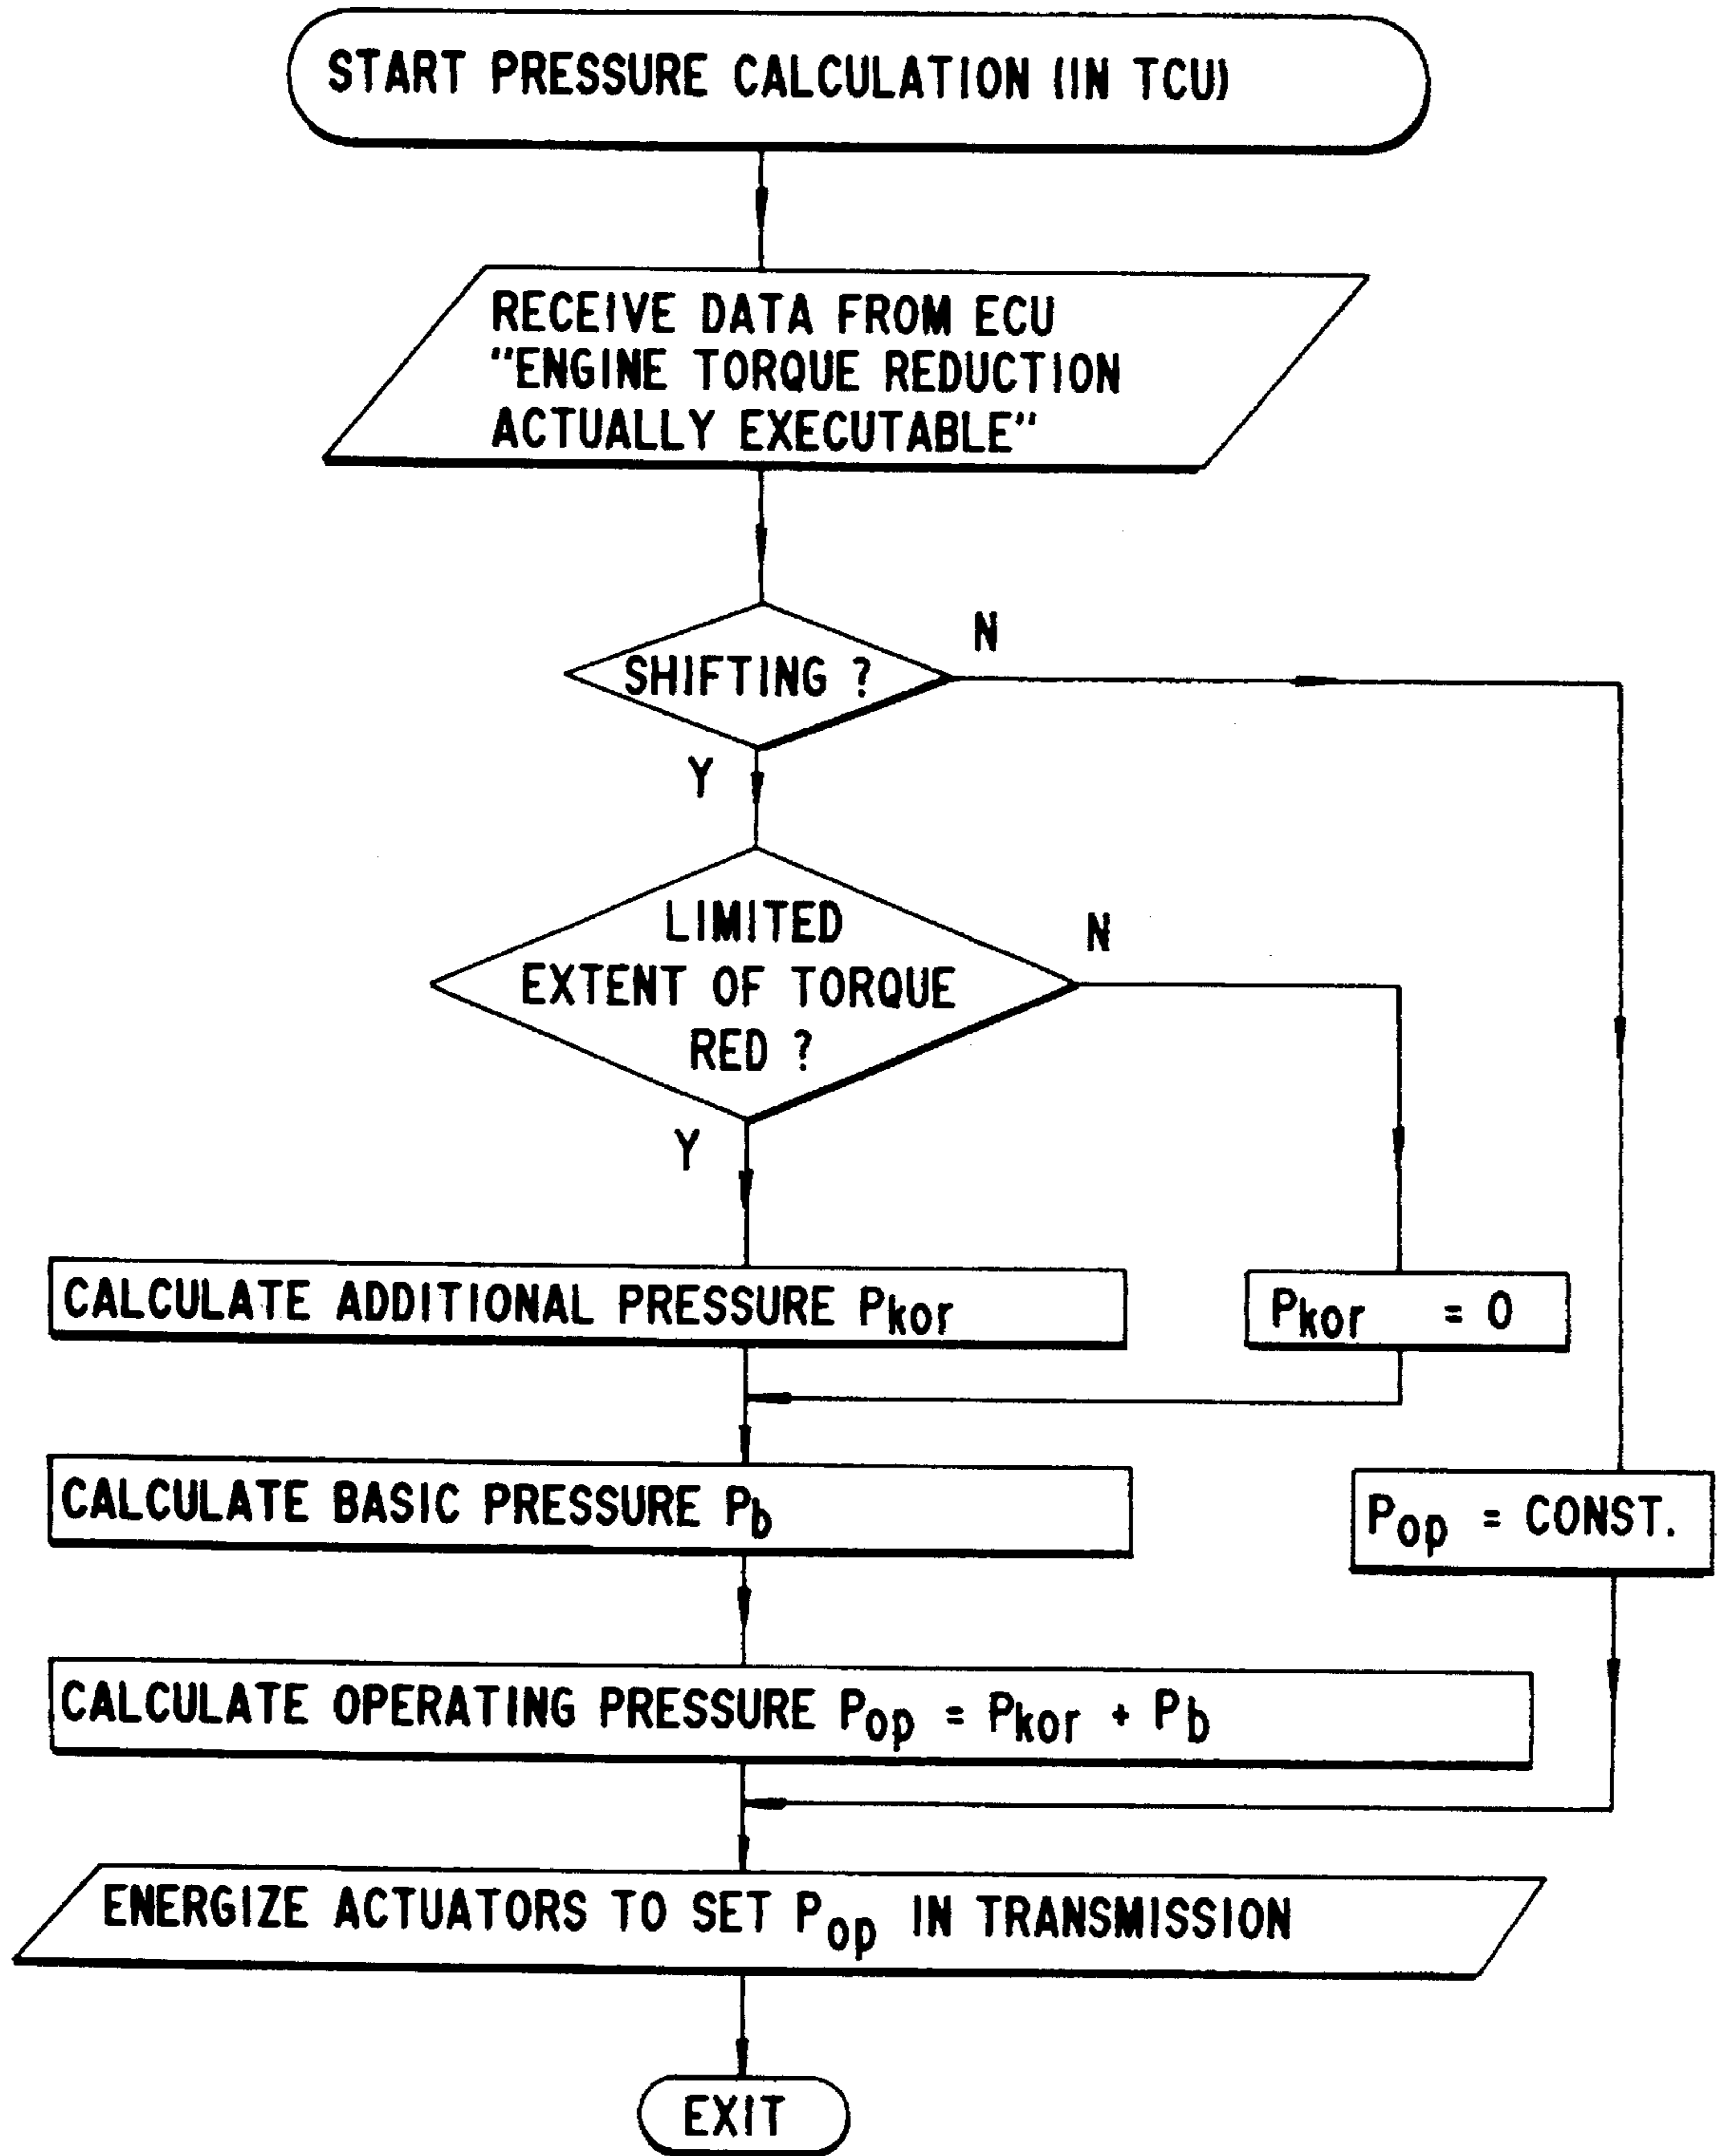 START PRESSURE CALCULATION (IN TCU)
RECEIVE DATA FROM ECU
"ENGINE TORQUE REDUCTION
ACTUALLY EXECUTABLE"
SHIFTING ?
N
Y
LIMITED
EXTENT OF TORQUE
RED ?
N
Y
CALCULATE ADDITIONAL PRESSURE Pkor
Pkor = 0
CALCULATE BASIC PRESSURE Pb
Pop = CONST.
CALCULATE OPERATING PRESSURE Pop = Pkor + Pb
ENERGIZE ACTUATORS TO SET Pop IN TRANSMISSION
EXIT